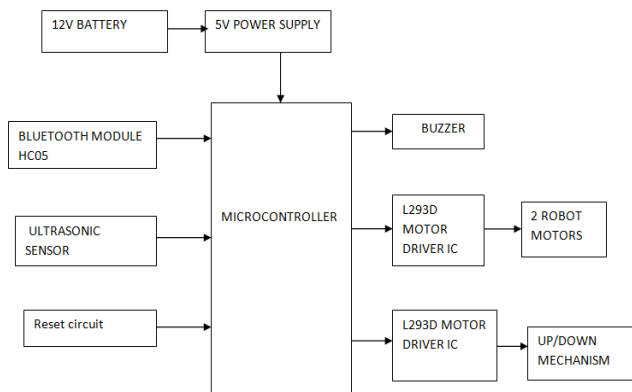 12V BATTERY
5V POWER SUPPLY
BLUETOOTH MODULE
HC05
BUZZER
MICROCONTROLLER
ULTRASONIC
SENSOR
L293D
MOTOR
DRIVER IC
2 ROBOT
MOTORS
Reset circuit
L293D MOTOR
DRIVER IC
UP/DOWN
MECHANISM